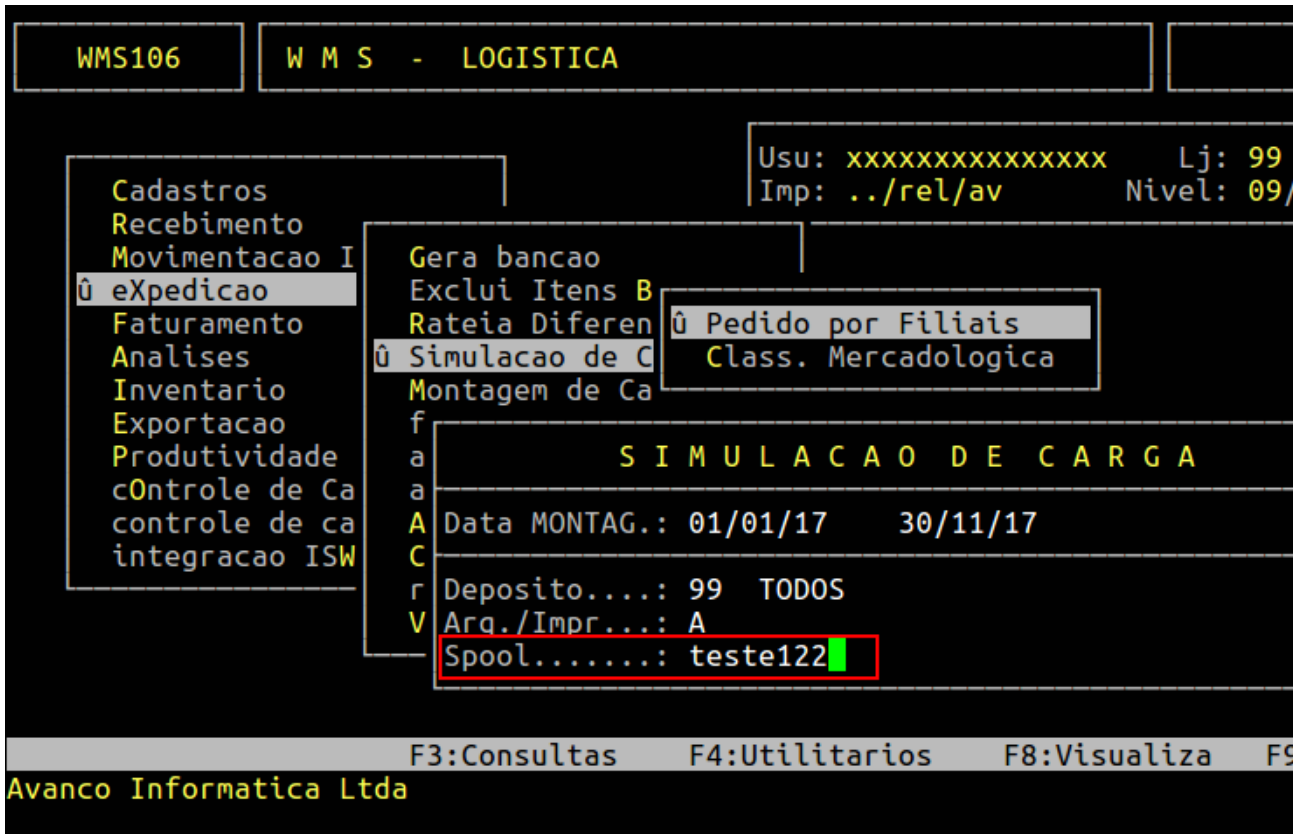 WMS106 W M S - LOGISTICA
Usu: xxxxxxxxxxxxxxx Lj: 99
Imp: ../rel/av Nivel: 09/
Cadastros
Recebimento
Movimentacao I
û eXpedicao
Faturamento
Analises
Inventario
Exportacao
Produtividade
cOntrole de Ca
controle de ca
integracao ISW
Gera bancao
Exclui Itens B
Rateia Diferen
û Simulacao de C
Montagem de Ca
f
a
a
A
C
r
V
û Pedido por Filiais
Class. Mercadologica
S I M U L A C A O D E C A R G A
Data MONTAG.: 01/01/17 30/11/17
Deposito....: 99 TODOS
Arq./Impr...: A
Spool.......: teste122
F3:Consultas F4:Utilitarios F8:Visualiza F9
Avanco Informatica Ltda